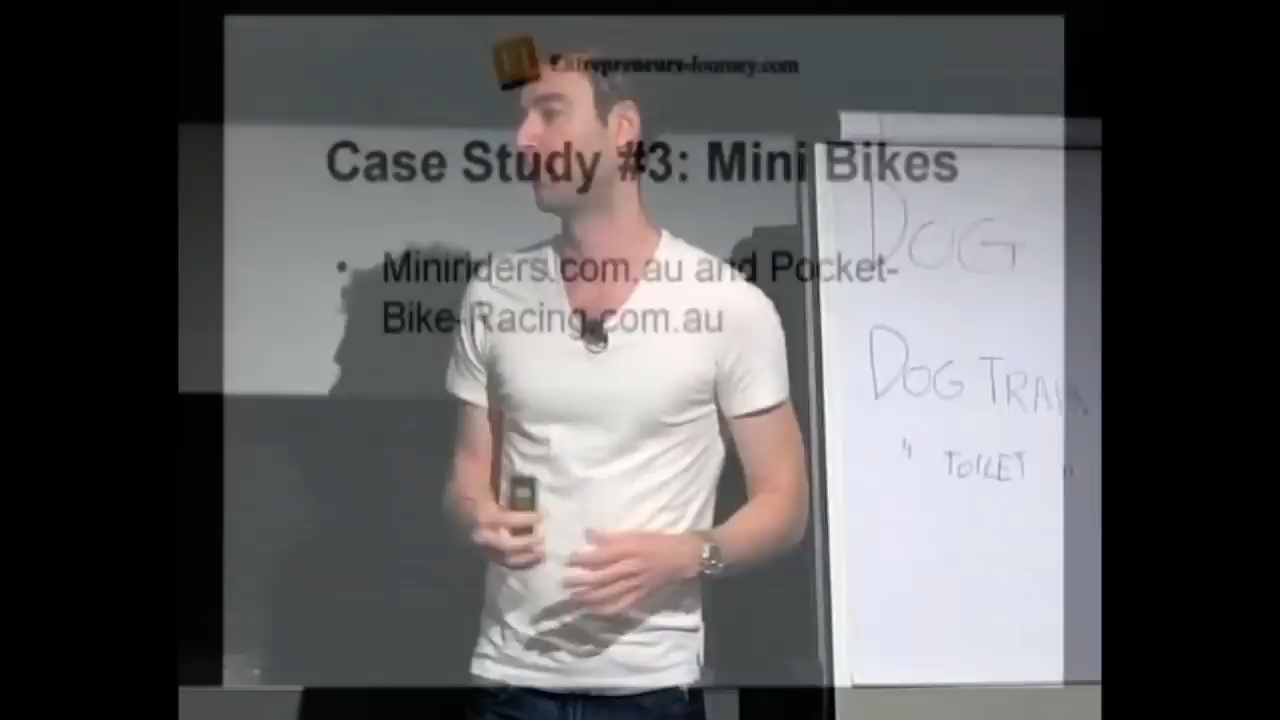 Entrepreneurs-Journey.com
Case Study #3: Mini Bikes
• Miniriders.com.au and Pocket-
Bike-Racing.com.au
DOG
DOG TRAIN
" TOILET "